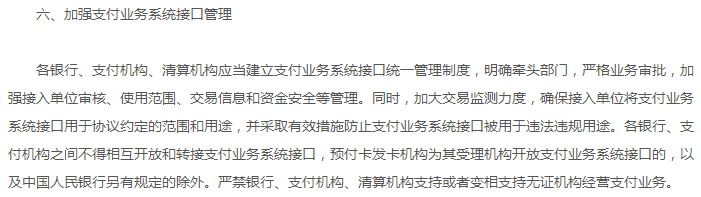 六、加强支付业务系统接口管理
各银行、支付机构、清算机构应当建立支付业务系统接口统一管理制度，明确牵头部门，严格业务审批，加
强接入单位审核、使用范围、交易信息和资金安全等管理。同时，加大交易监测力度，确保接入单位将支付业务
系统接口用于协议约定的范围和用途，并采取有效措施防止支付业务系统接口被用于违法违规用途。各银行、支
付机构之间不得相互开放和转接支付业务系统接口，预付卡发卡机构为其受理机构开放支付业务系统接口的，以
及中国人民银行另有规定的除外。严禁银行、支付机构、清算机构支持或者变相支持无证机构经营支付业务。